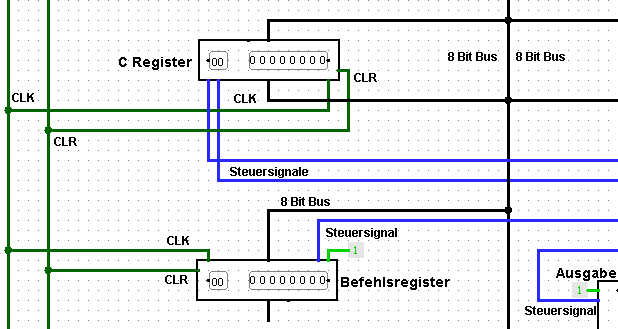 8 Bit Bus
8 Bit Bus
C Register
00
00000000
CLR
CLK
CLK
CLR
Steuersignale
8 Bit Bus
Steuersignal
CLK
1
CLR
00
00000000
Befehlsregister
Ausgabe
1
Steuersignal